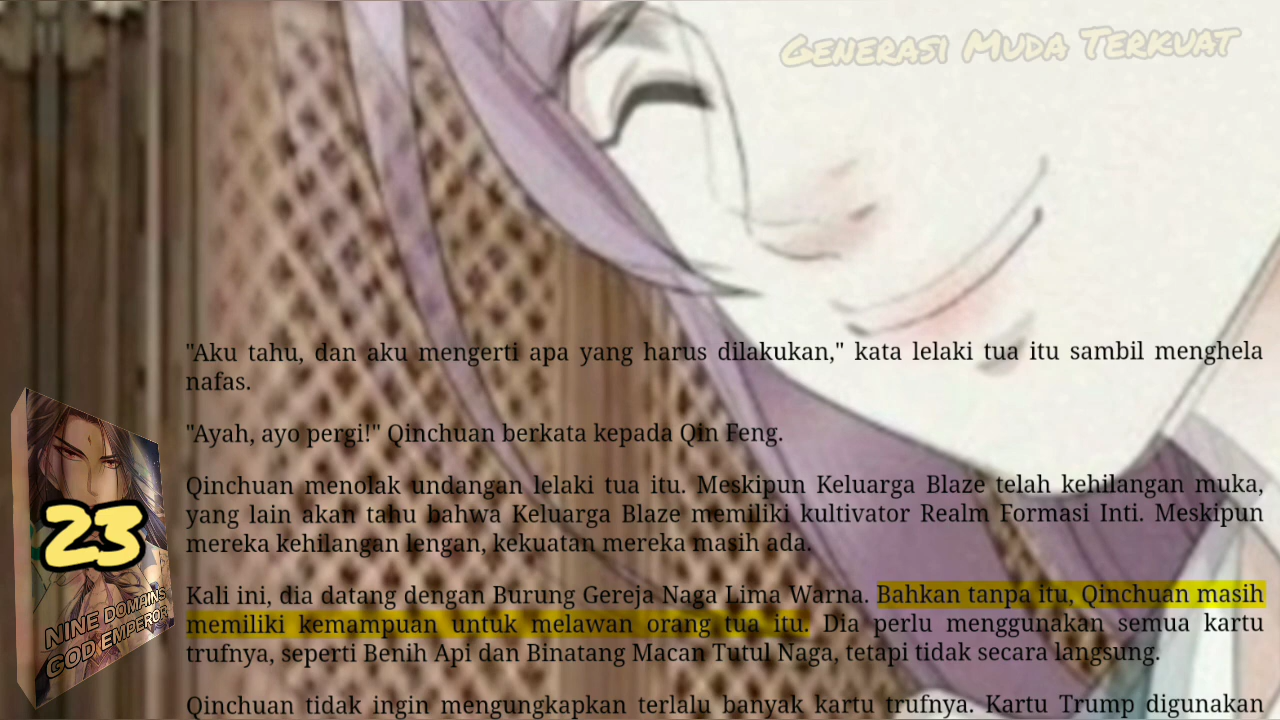 Generasi Muda Terkuat
"Aku tahu, dan aku mengerti apa yang harus dilakukan," kata lelaki tua itu sambil menghela
nafas.
"Ayah, ayo pergi!" Qinchuan berkata kepada Qin Feng.
Qinchuan menolak undangan lelaki tua itu. Meskipun Keluarga Blaze telah kehilangan muka,
yang lain akan tahu bahwa Keluarga Blaze memiliki kultivator Realm Formasi Inti. Meskipun
mereka kehilangan lengan, kekuatan mereka masih ada.
Kali ini, dia datang dengan Burung Gereja Naga Lima Warna. Bahkan tanpa itu, Qinchuan masih
memiliki kemampuan untuk melawan orang tua itu. Dia perlu menggunakan semua kartu
trufnya, seperti Benih Api dan Binatang Macan Tutul Naga, tetapi tidak secara langsung.
Qinchuan tidak ingin mengungkapkan terlalu banyak kartu trufnya. Kartu Trump digunakan
23
NINE DOMAINS
GOD EMPEROR